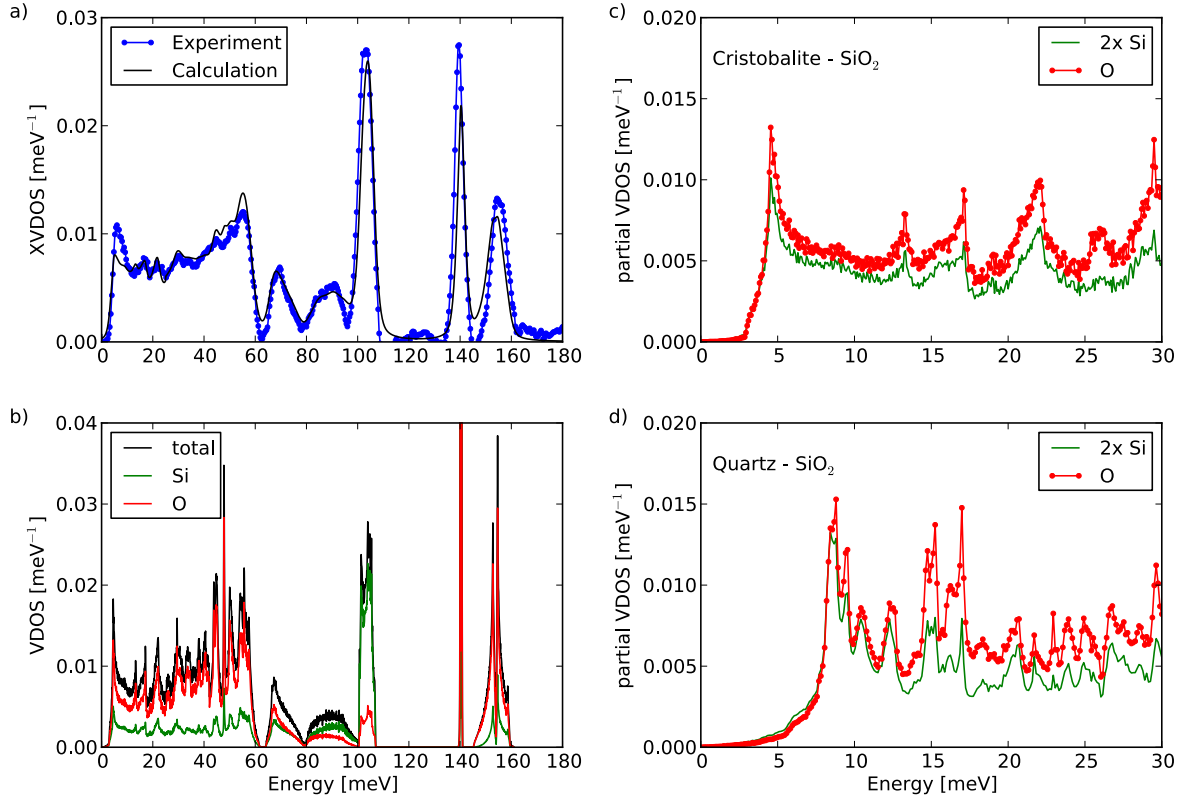 a)
0.03
0.02
0.01
0.00
XVDOS [meV⁻¹]
Experiment
Calculation
0 20 40 60 80 100 120 140 160 180
c)
0.020
0.015
0.010
0.005
0.000
partial VDOS [meV⁻¹]
Cristobalite - SiO₂
2x Si
O
0 5 10 15 20 25 30
b)
0.04
0.03
0.02
0.01
0.00
VDOS [meV⁻¹]
total
Si
O
0 20 40 60 80 100 120 140 160 180
Energy [meV]
d)
0.020
0.015
0.010
0.005
0.000
partial VDOS [meV⁻¹]
Quartz - SiO₂
2x Si
O
0 5 10 15 20 25 30
Energy [meV]